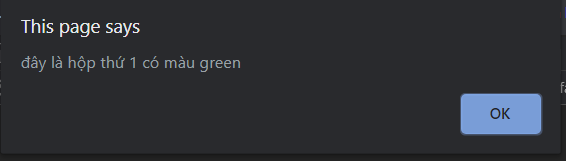 This page says
đây là hộp thứ 1 có màu green
OK